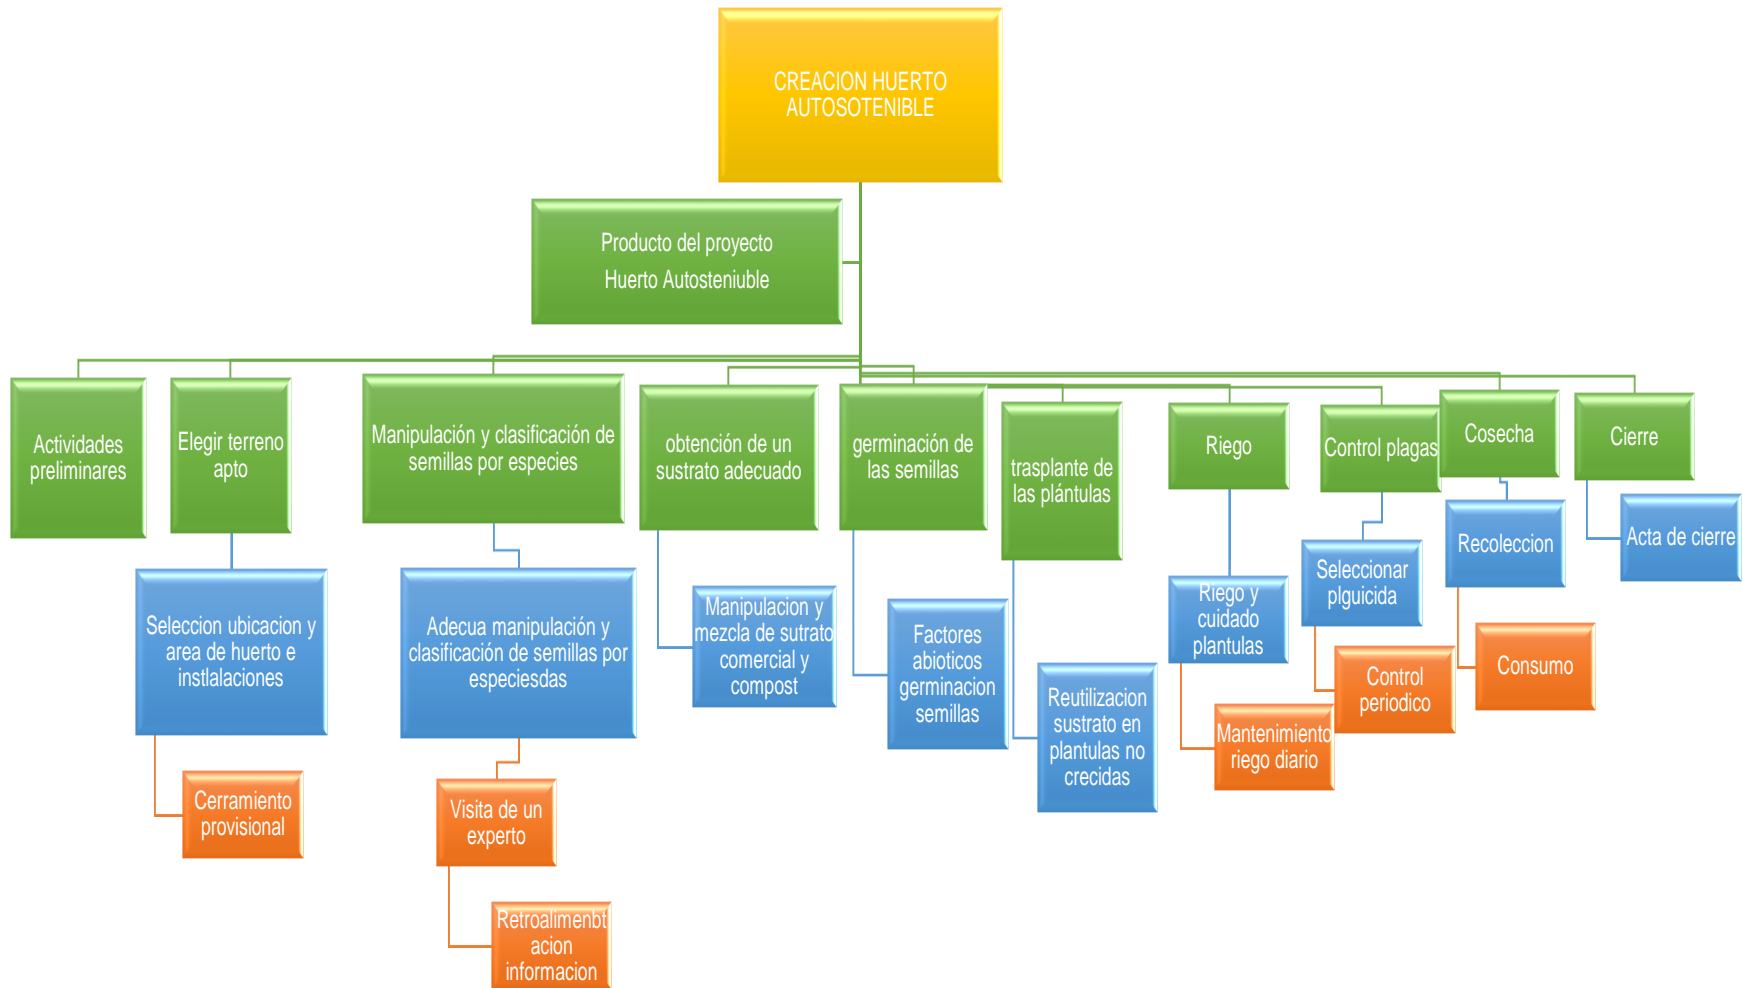 CREACION HUERTO
AUTOSOTENIBLE
Producto del proyecto
Huerto Autosteniuble
Actividades
preliminares
Elegir terreno
apto
Manipulación y clasificación de
semillas por especies
obtención de un
sustrato adecuado
germinación de
las semillas
trasplante de
las plántulas
Riego
Control plagas
Cosecha
Cierre
Seleccion ubicacion y
area de huerto e
instlalaciones
Adecua manipulación y
clasificación de semillas por
especiesdas
Manipulacion y
mezcla de sutrato
comercial y
compost
Factores
abioticos
germinacion
semillas
Reutilizacion
sustrato en
plantulas no
crecidas
Riego y
cuidado
plantulas
Seleccionar
plguicida
Recoleccion
Acta de cierre
Cerramiento
provisional
Visita de un
experto
Retroalimenbt
acion
informacion
Mantenimiento
riego diario
Control
periodico
Consumo